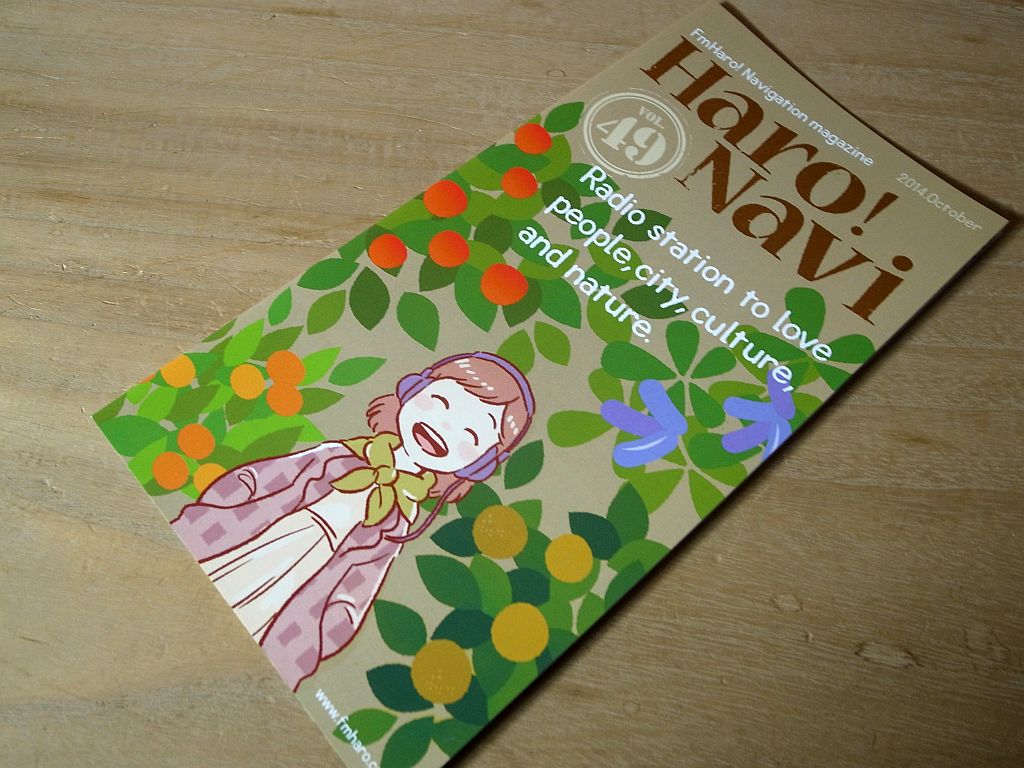 FmHaro! Navigation magazine
2014.October
Haro!
Navi
VOL.
49
Radio station to love
people, city, culture,
and nature.
www.fmharo.c